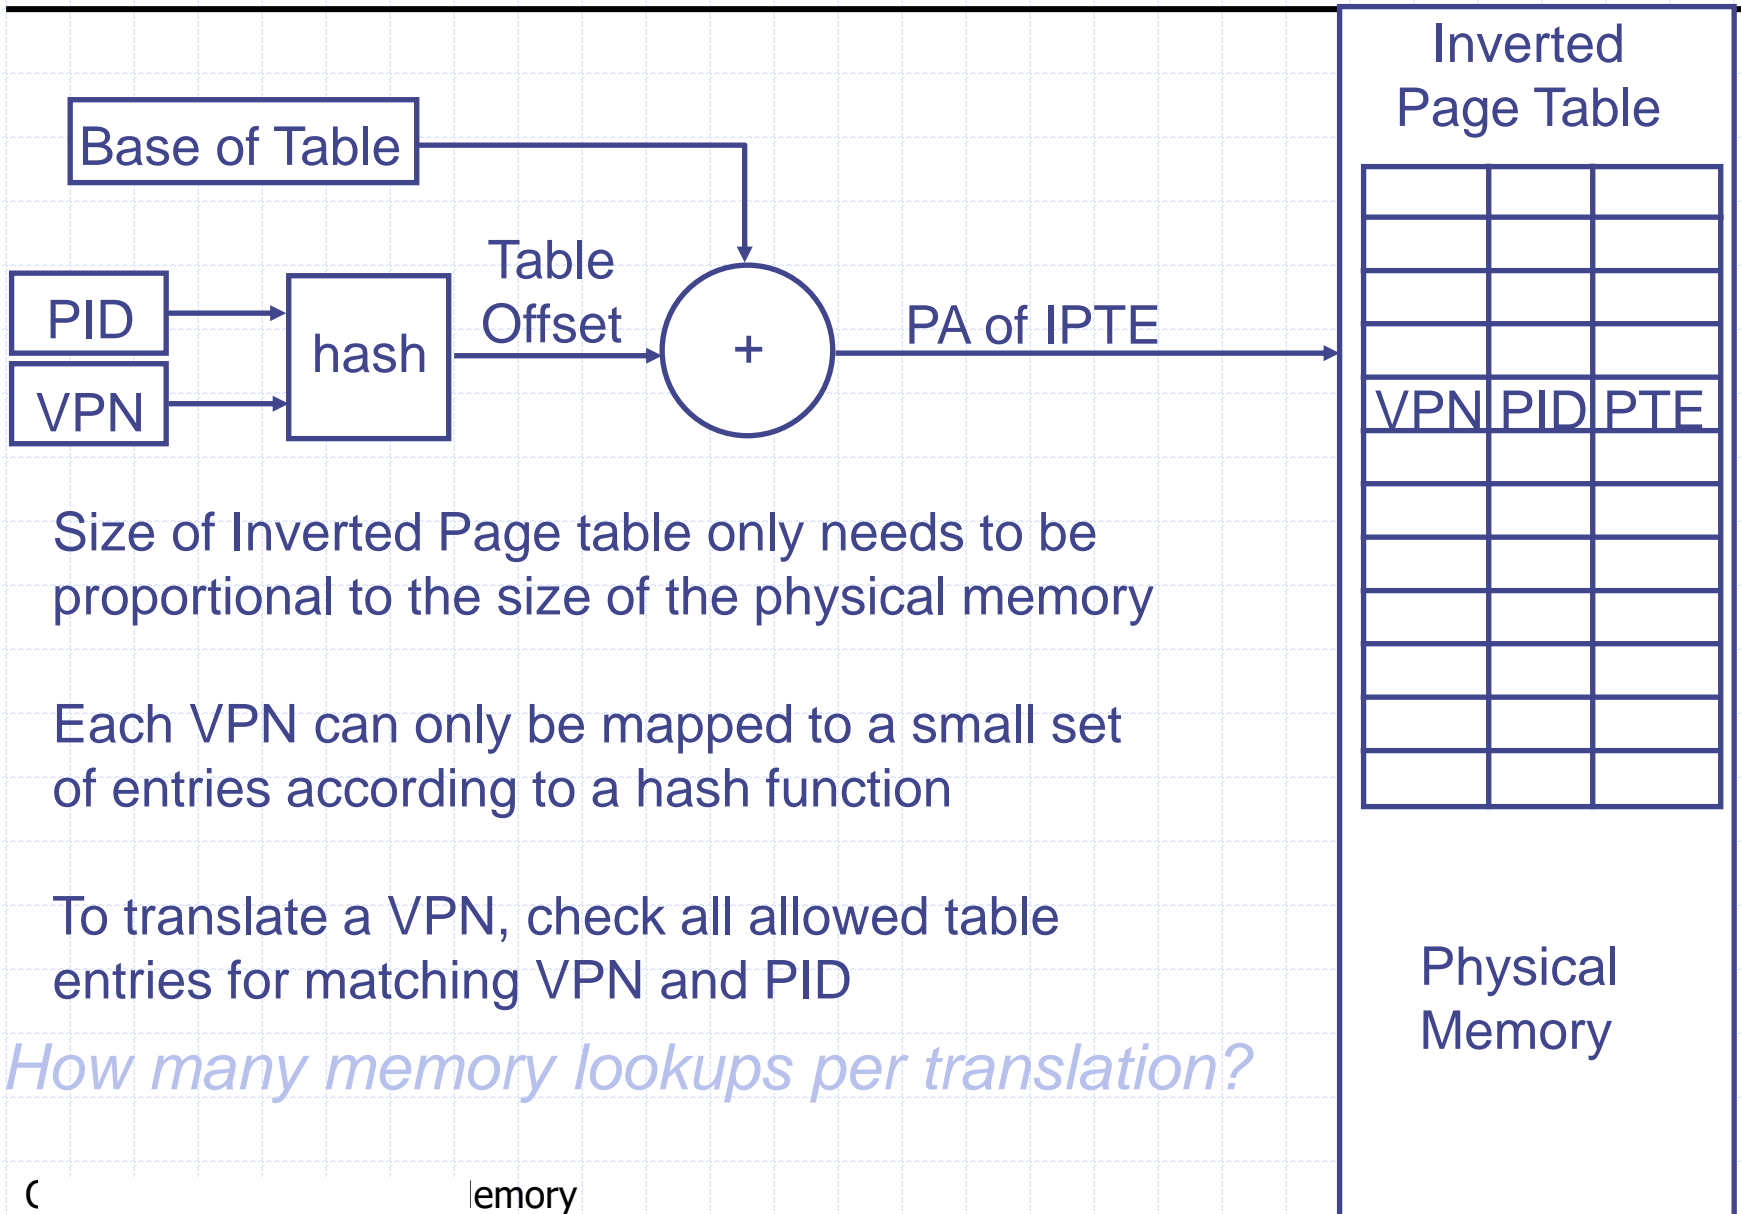 Inverted
Page Table
Base of Table
Table
Offset
PID
VPN
hash
+
PA of IPTE
VPN PID PTE
Size of Inverted Page table only needs to be
proportional to the size of the physical memory
Each VPN can only be mapped to a small set
of entries according to a hash function
To translate a VPN, check all allowed table
entries for matching VPN and PID
How many memory lookups per translation?
Physical
Memory
emory